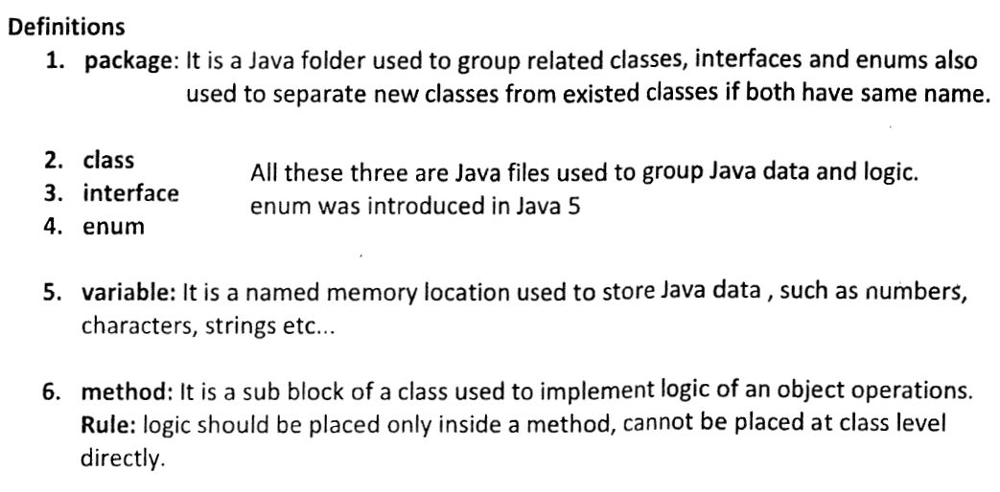 Definitions
1. package: It is a Java folder used to group related classes, interfaces and enums also
used to separate new classes from existed classes if both have same name.
2. class
3. interface
4. enum
All these three are Java files used to group Java data and logic.
enum was introduced in Java 5
5. variable: It is a named memory location used to store Java data , such as numbers,
characters, strings etc...
6. method: It is a sub block of a class used to implement logic of an object operations.
Rule: logic should be placed only inside a method, cannot be placed at class level
directly.